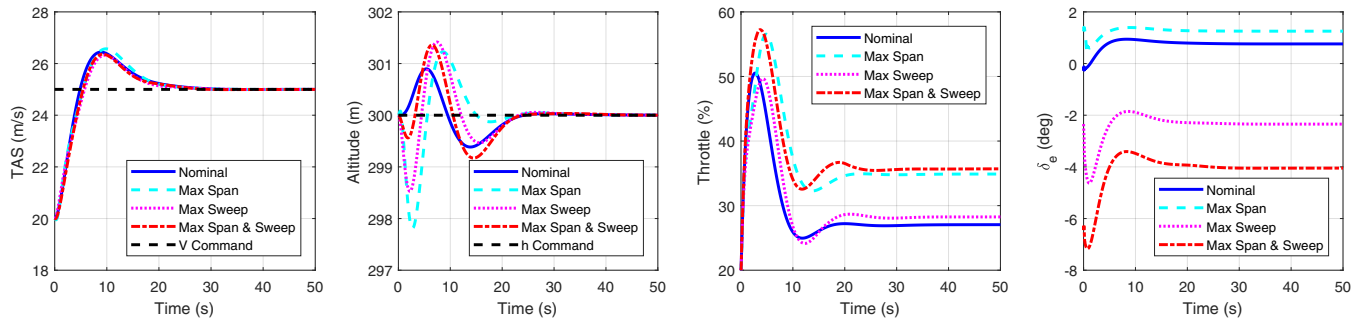 TAS (m/s)
28
26
24
22
20
18
Nominal
Max Span
Max Sweep
Max Span & Sweep
V Command
0 10 20 30 40 50
Time (s)
Altitude (m)
302
301
300
299
298
297
Nominal
Max Span
Max Sweep
Max Span & Sweep
h Command
0 10 20 30 40 50
Time (s)
Throttle (%)
60
50
40
30
20
Nominal
Max Span
Max Sweep
Max Span & Sweep
0 10 20 30 40 50
Time (s)
δe (deg)
2
0
-2
-4
-6
-8
Nominal
Max Span
Max Sweep
Max Span & Sweep
0 10 20 30 40 50
Time (s)